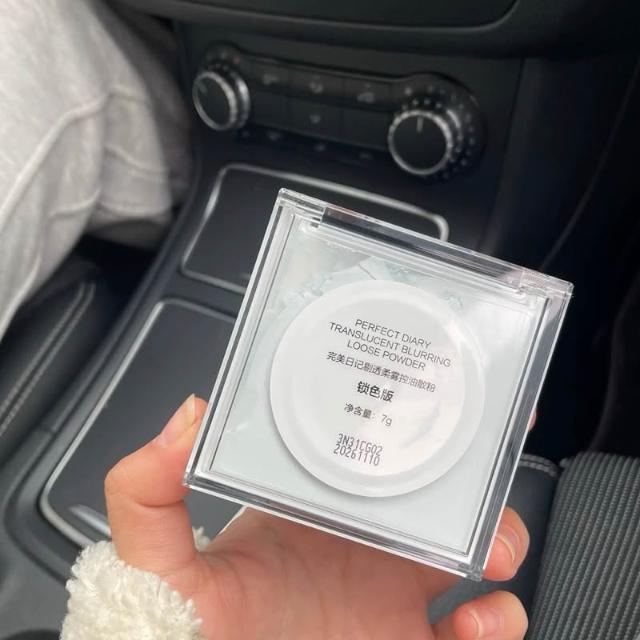 PERFECT DIARY
TRANSLUCENT BLURRING
LOOSE POWDER
完美日记剔透柔雾控油散粉
锁色版
净含量：7g
3N31CG02
20261110